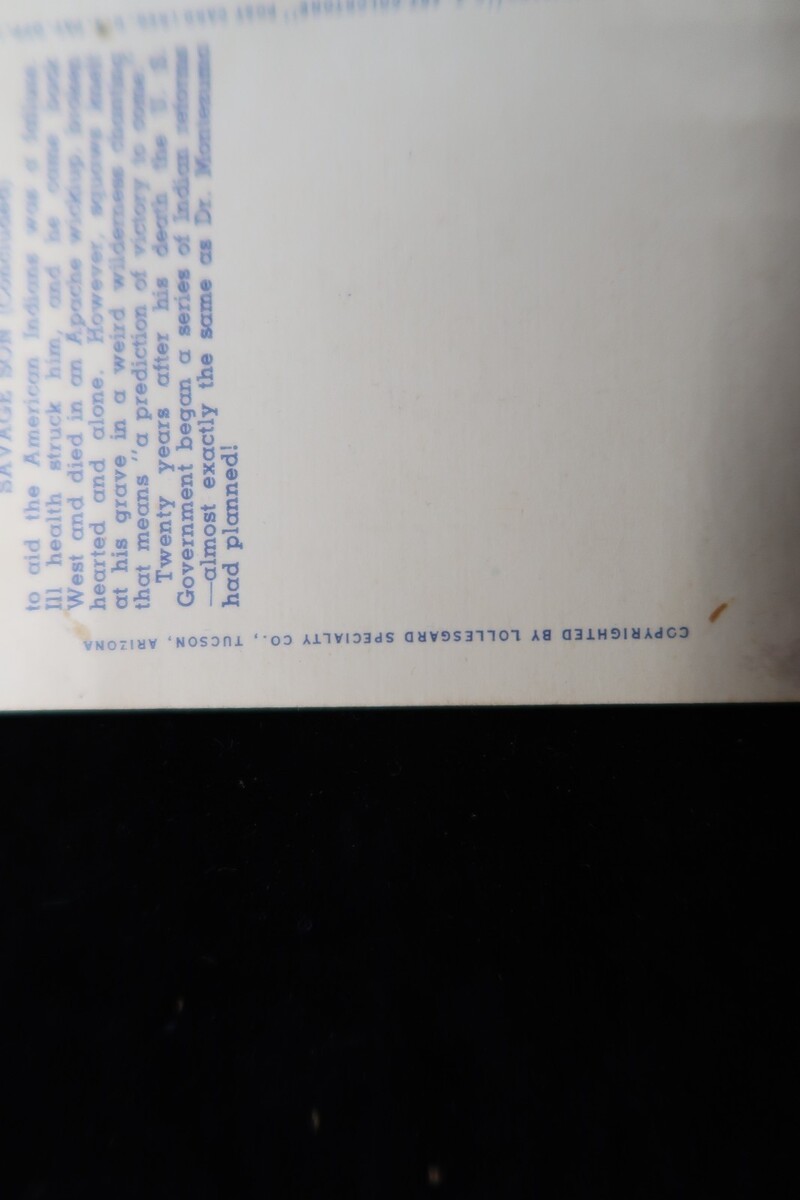 SAVAGE SON (Concluded)
to aid the American Indians was a failure.
Ill health struck him, and he came back
West and died in an Apache wickiup, broken
hearted and alone. However, squaws knelt
at his grave in a weird wilderness chanting
that means "a prediction of victory to come."
Twenty years after his death the U. S.
Government began a series of Indian reforms
—almost exactly the same as Dr. Montezuma
had planned!
COPYRIGHTED BY LOLLESGARD SPECIALTY CO., TUCSON, ARIZONA
POST CARD